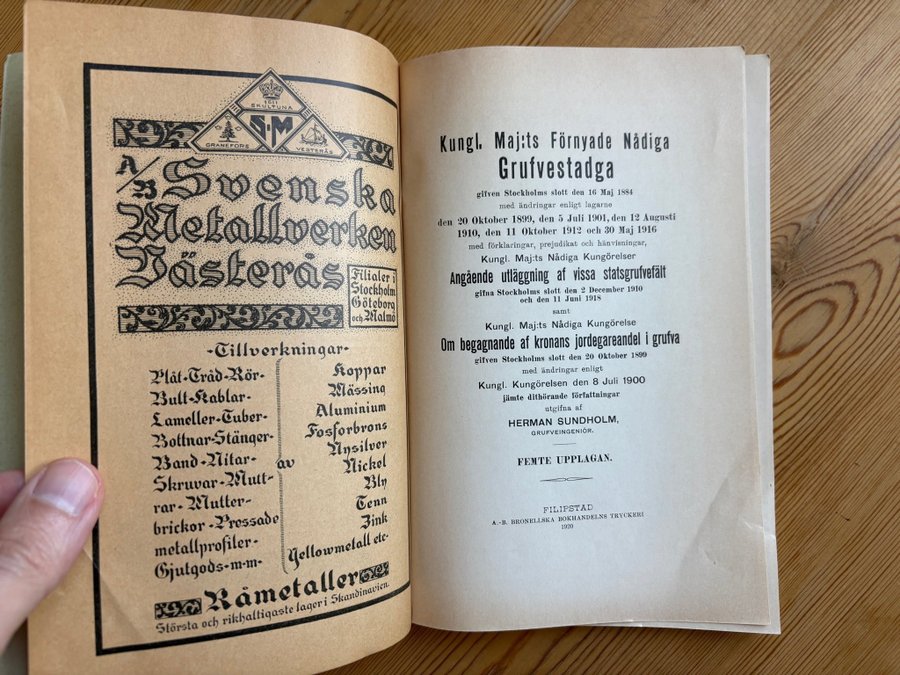 1611
SKULTUNA
S·M
GRANEFORS
VESTERÅS
A/B Svenska
Metallverken
Västerås
Filialer i
Stockholm
Göteborg
och Malmö
-Tillverkningar-
Plåt-Tråd-Rör-
Butt-Kablar-
Lameller-Tuber-
Bottnar-Stänger-
Band-Nitar-
Skruvar-Mutt-
rar-Mutter-
brickor-Pressade
metallprofiler-
Gjutgods-m-m-
av
Koppar
Mässing
Aluminium
Fosforbrons
Nysilver
Nickel
Bly
Tenn
Zink
Yellowmetall etc-
Råmetaller
Största och rikhaltigaste lager i Skandinavien.
Kungl. Maj:ts Förnyade Nådiga
Grufvestadga
gifven Stockholms slott den 16 Maj 1884
med ändringar enligt lagarne
den 20 Oktober 1899, den 5 Juli 1901, den 12 Augusti
1910, den 11 Oktober 1912 och 30 Maj 1916
med förklaringar, prejudikat och hänvisningar,
Kungl. Maj:ts Nådiga Kungörelser
Angående utläggning af vissa statsgrufvefält
gifna Stockholms slott den 2 December 1910
och den 11 Juni 1918
samt
Kungl. Maj:ts Nådiga Kungörelse
Om begagnande af kronans jordegareandel i grufva
gifven Stockholms slott den 20 Oktober 1899
med ändringar enligt
Kungl. Kungörelsen den 8 Juli 1900
jämte dithörande författningar
utgifna af
HERMAN SUNDHOLM,
GRUFVEINGENIÖR.
FEMTE UPPLAGAN.
FILIPSTAD
A.-B. BRONELLSKA BOKHANDELNS TRYCKERI
1920